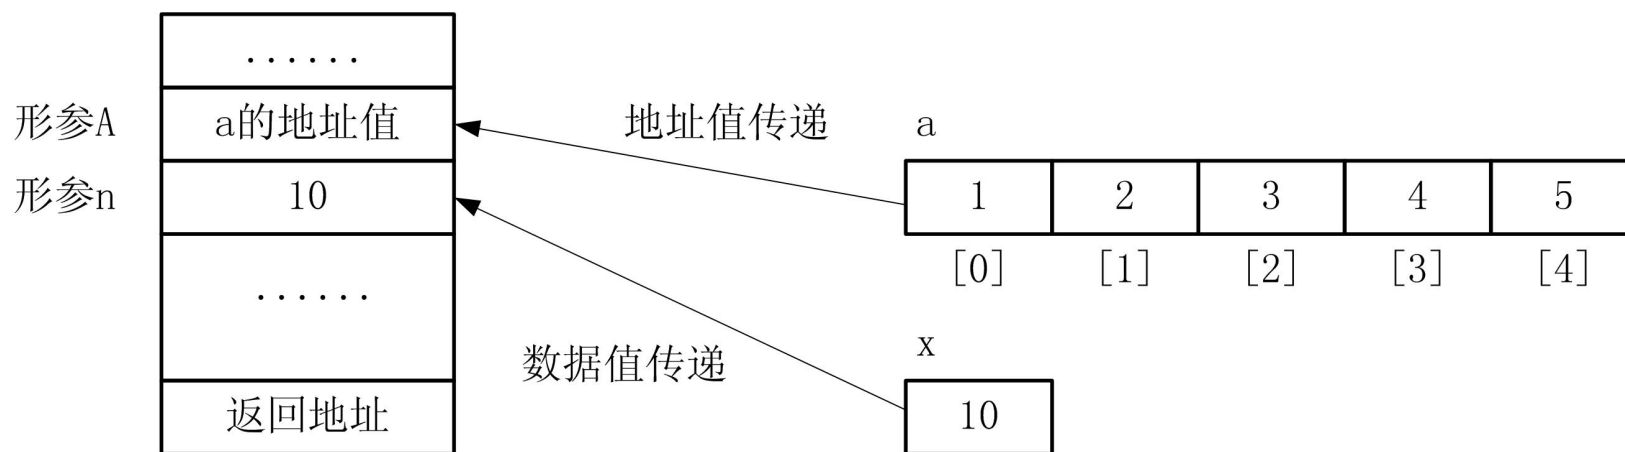 ......
形参A
a的地址值
地址值传递
a
形参n
10
1 2 3 4 5
[0] [1] [2] [3] [4]
......
x
数据值传递
返回地址
10